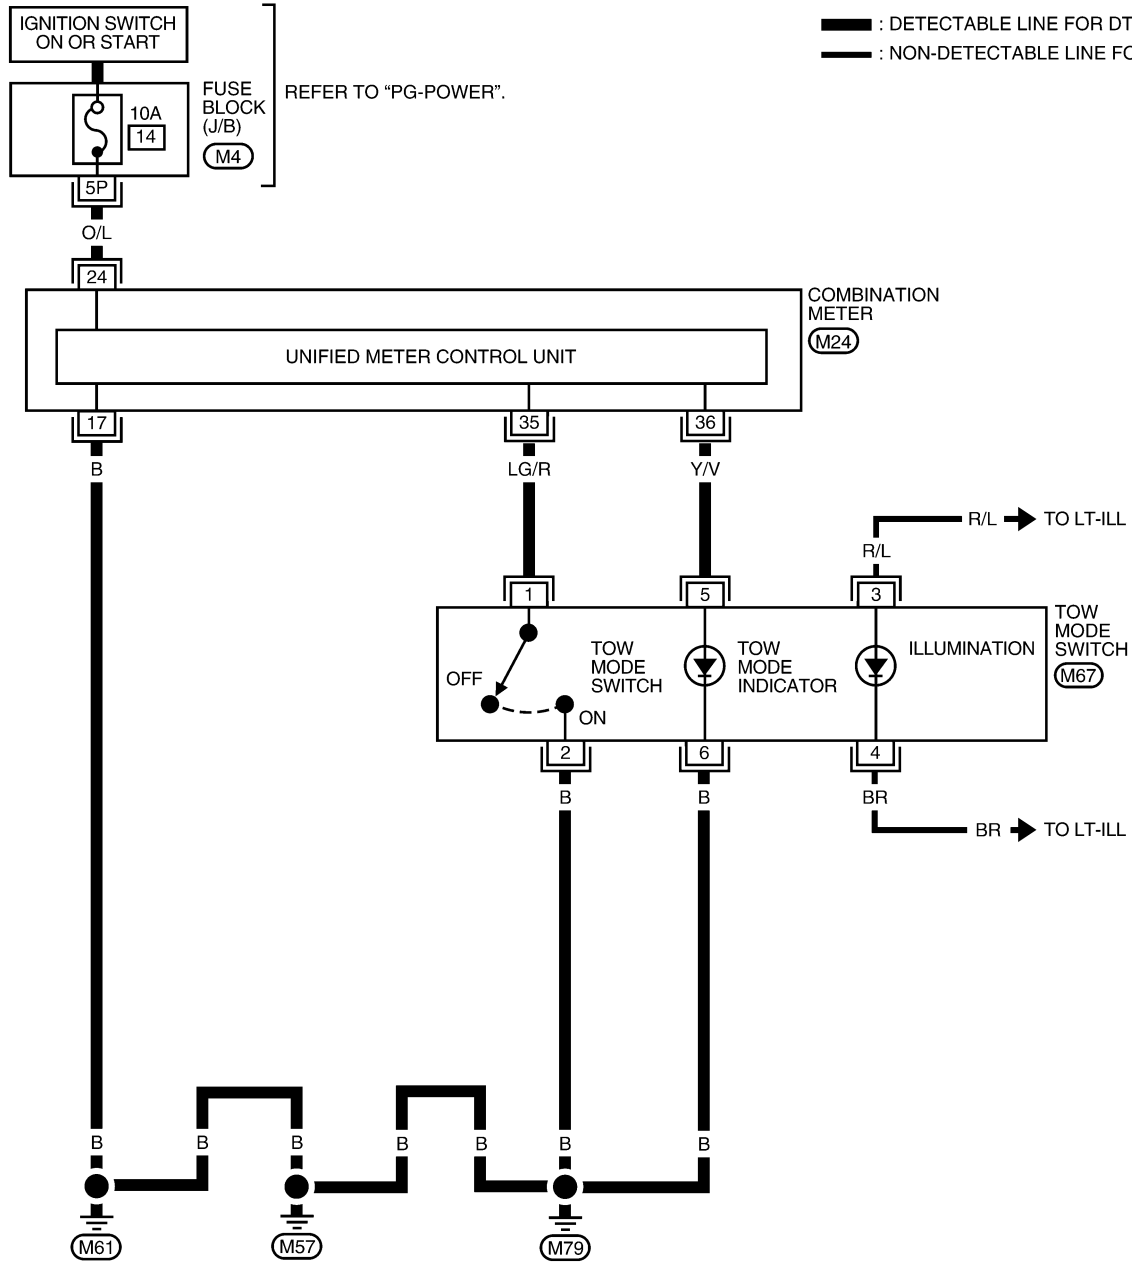 IGNITION SWITCH
ON OR START
: DETECTABLE LINE FOR DT
: NON-DETECTABLE LINE FO
FUSE
BLOCK
(J/B)
M4
REFER TO “PG-POWER”.
10A
14
5P
O/L
24
COMBINATION
METER
M24
UNIFIED METER CONTROL UNIT
17
35
36
B
LG/R
Y/V
R/L
TO LT-ILL
R/L
1
5
3
TOW
MODE
SWITCH
M67
OFF
ON
TOW
MODE
SWITCH
TOW
MODE
INDICATOR
ILLUMINATION
2
6
4
B
B
BR
BR
TO LT-ILL
B
B
B
B
B
B
B
M61
M57
M79